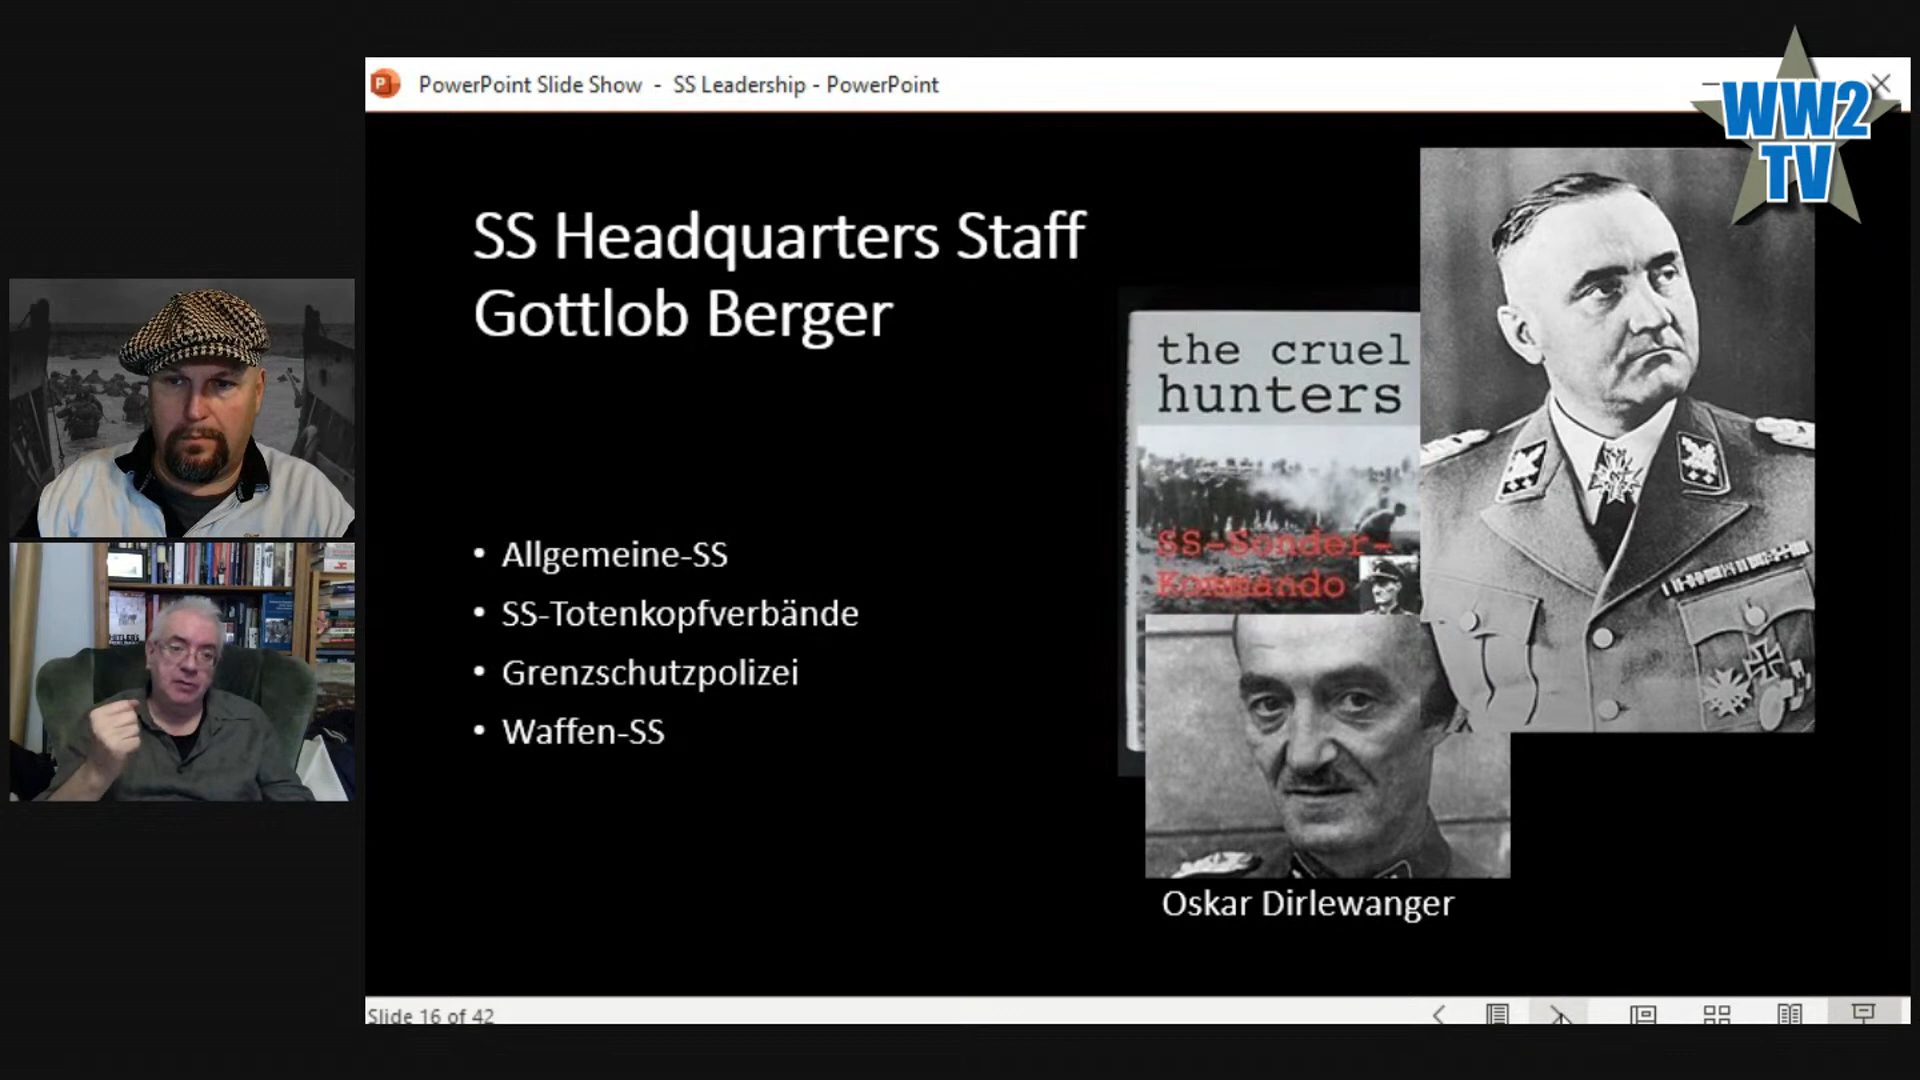 PowerPoint Slide Show - SS Leadership - PowerPoint
WW2
TV
SS Headquarters Staff
Gottlob Berger
the cruel
hunters
SS-Sonder-
Kommando
• Allgemeine-SS
• SS-Totenkopfverbände
• Grenzschutzpolizei
• Waffen-SS
Oskar Dirlewanger
Slide 16 of 42